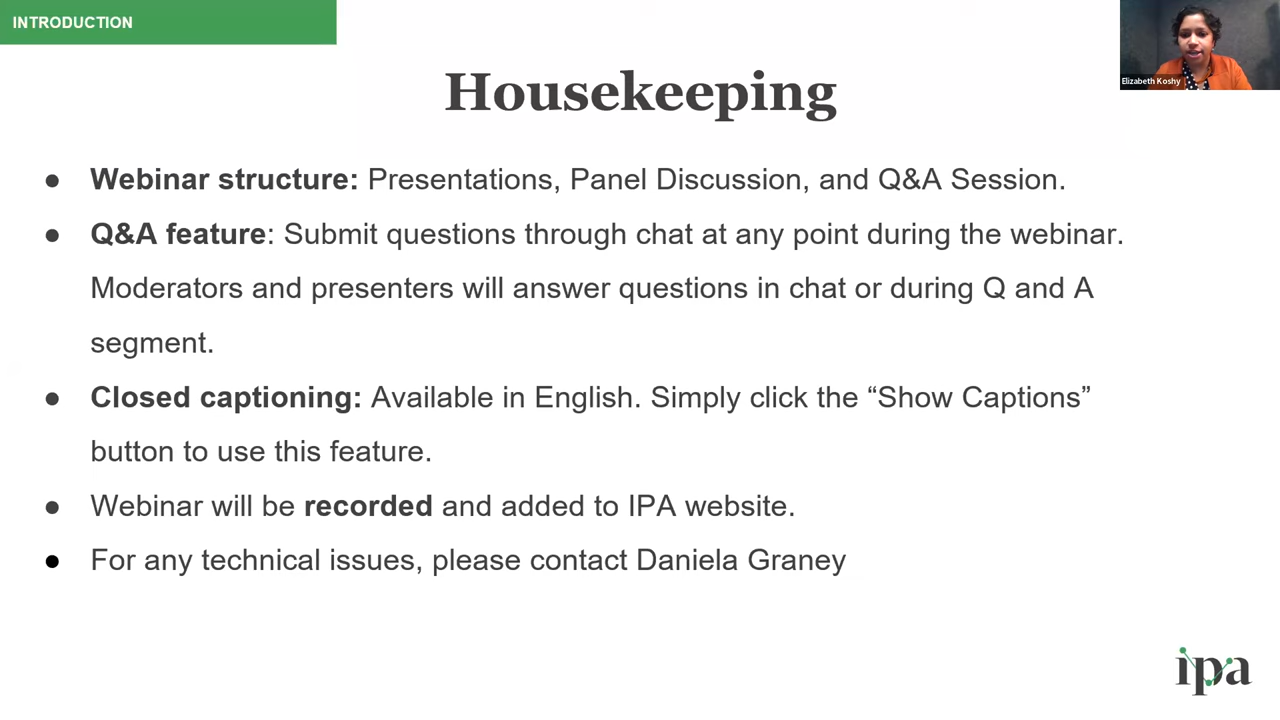 INTRODUCTION
Elizabeth Koshy
Housekeeping
● Webinar structure: Presentations, Panel Discussion, and Q&A Session.
● Q&A feature: Submit questions through chat at any point during the webinar.
Moderators and presenters will answer questions in chat or during Q and A
segment.
● Closed captioning: Available in English. Simply click the “Show Captions”
button to use this feature.
● Webinar will be recorded and added to IPA website.
● For any technical issues, please contact Daniela Graney
ipa